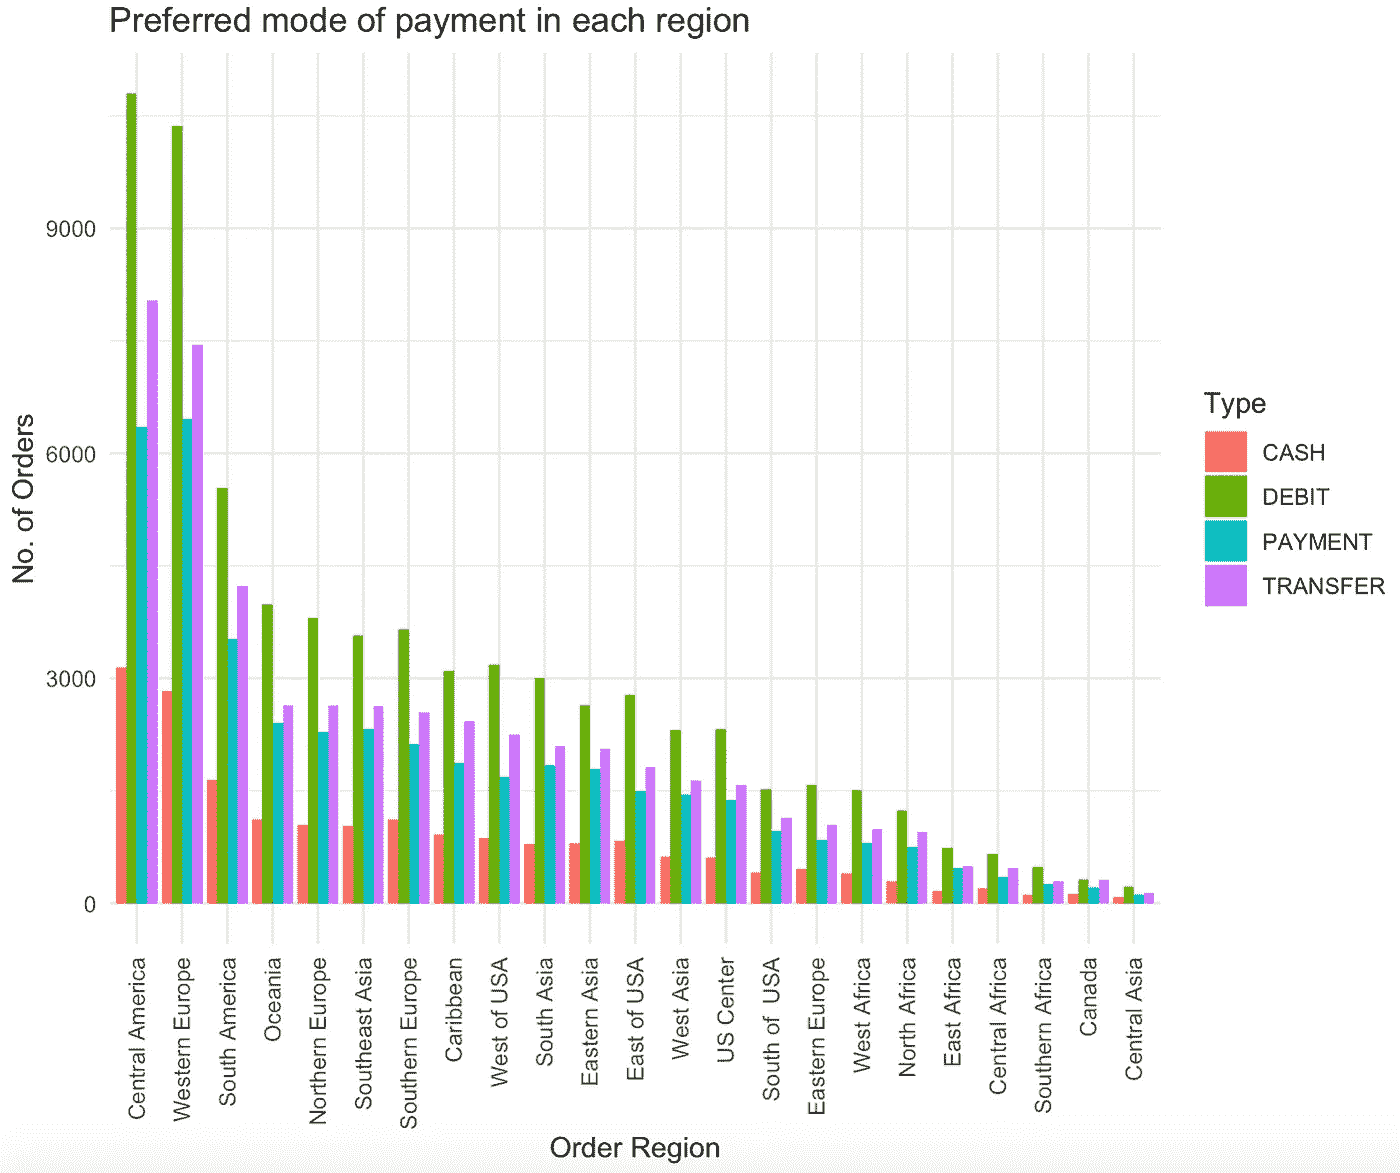 Preferred mode of payment in each region
No. of Orders
9000
6000
3000
0
Type
CASH
DEBIT
PAYMENT
TRANSFER
Central America
Western Europe
South America
Oceania
Northern Europe
Southeast Asia
Southern Europe
Caribbean
West of USA
South Asia
Eastern Asia
East of USA
West Asia
US Center
South of  USA
Eastern Europe
West Africa
North Africa
East Africa
Central Africa
Southern Africa
Canada
Central Asia
Order Region